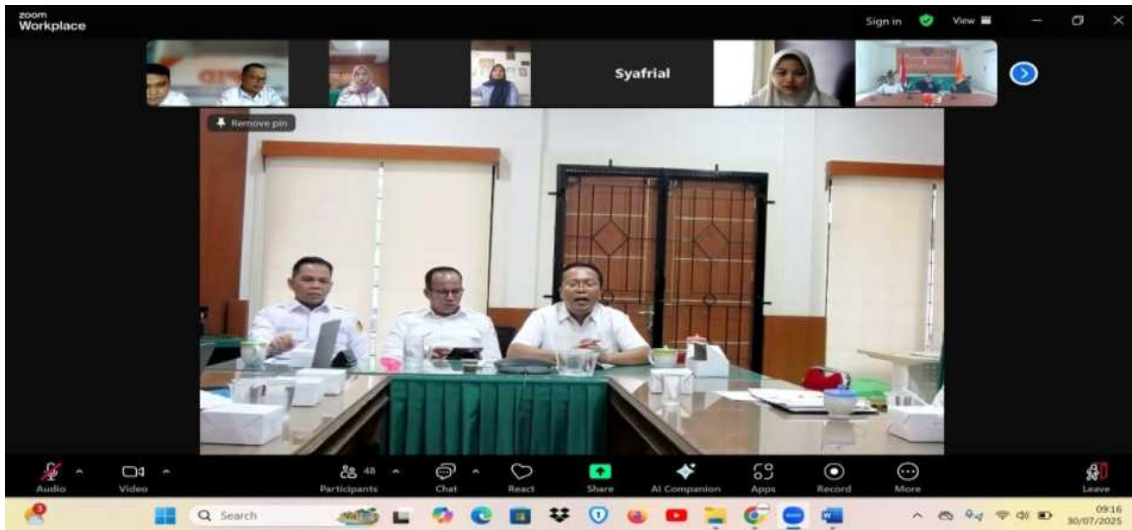 zoom
Workplace
Sign in
View
Syafrial
Remove pin
Audio
Video
48
Participants
Chat
React
Share
AI Companion
Apps
Record
More
Leave
Search
09:16
30/07/2025